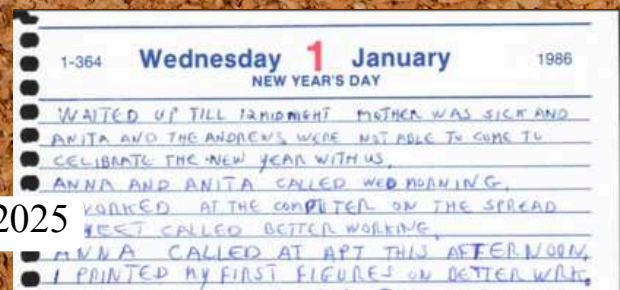 1-364 Wednesday 1 January 1986
NEW YEAR'S DAY
WAITED UP TILL 12MIDNIGHT MOTHER WAS SICK AND
ANITA AND THE ANDREWS WERE NOT ABLE TO COME TO
CELIBRATE THE NEW YEAR WITH US.
ANNA AND ANITA CALLED WED MORNING.
WORKED AT THE COMPUTER ON THE SPREAD
2025
CALLED BETTER WORKING.
ANNA CALLED AT APT THIS AFTERNOON.
I PRINTED MY FIRST FIGURES ON BETTER WRK.